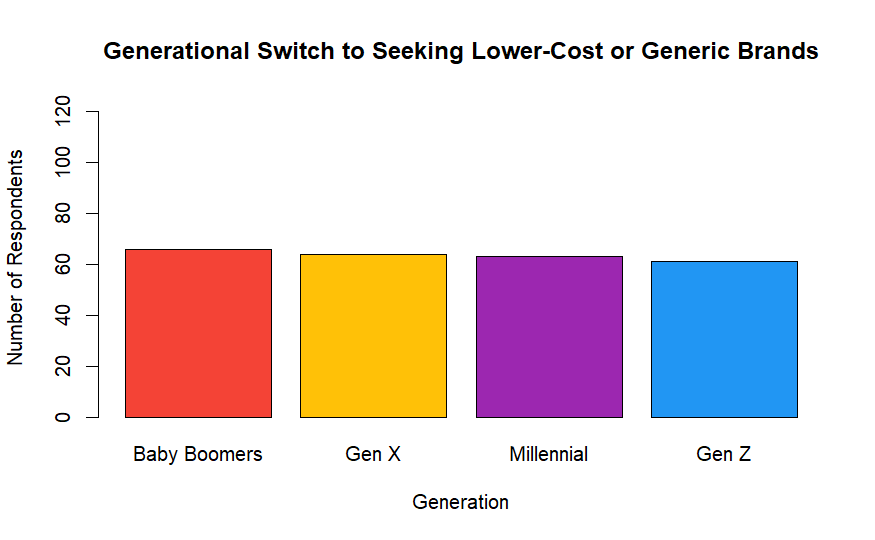 Generational Switch to Seeking Lower-Cost or Generic Brands
Number of Respondents
120
100
80
60
40
20
0
Baby Boomers
Gen X
Millennial
Gen Z
Generation